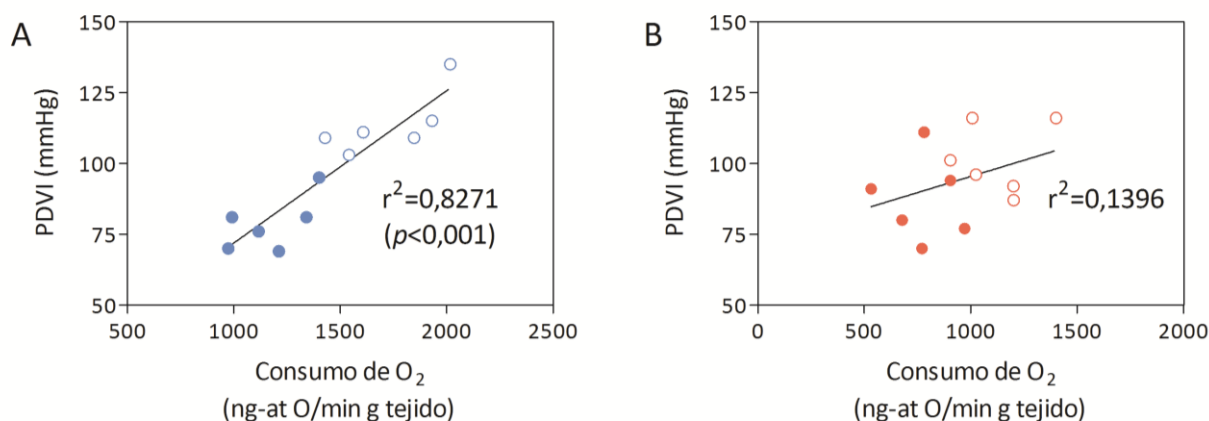 A
PDVI (mmHg)
150
125
100
75
50
500
1000
1500
2000
2500
r²=0,8271
(p<0,001)
Consumo de O₂
(ng-at O/min g tejido)
B
PDVI (mmHg)
150
125
100
75
50
0
500
1000
1500
2000
r²=0,1396
Consumo de O₂
(ng-at O/min g tejido)